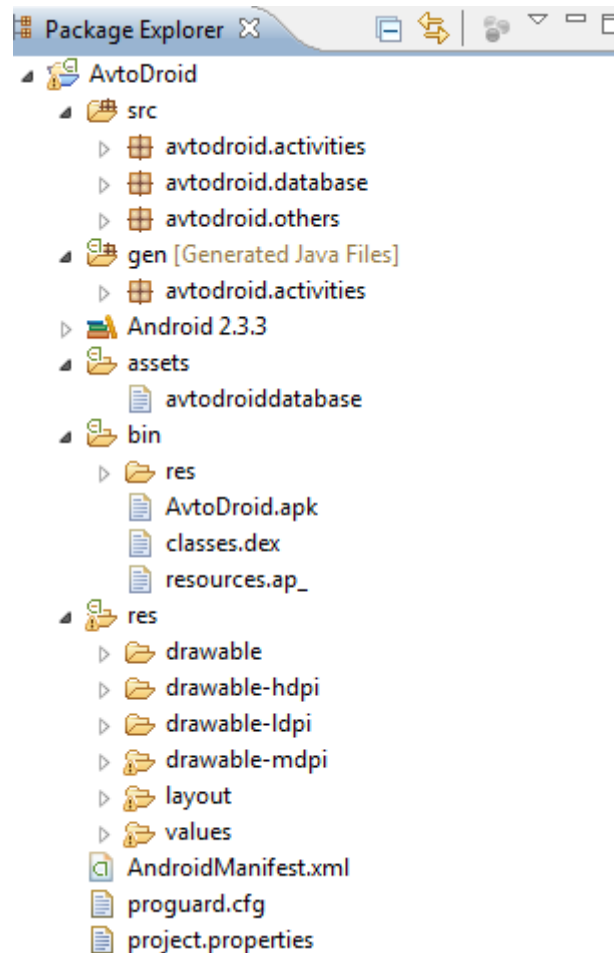 Package Explorer
AvtoDroid
src
avtodroid.activities
avtodroid.database
avtodroid.others
gen [Generated Java Files]
avtodroid.activities
Android 2.3.3
assets
avtodroiddatabase
bin
res
AvtoDroid.apk
classes.dex
resources.ap_
res
drawable
drawable-hdpi
drawable-ldpi
drawable-mdpi
layout
values
AndroidManifest.xml
proguard.cfg
project.properties